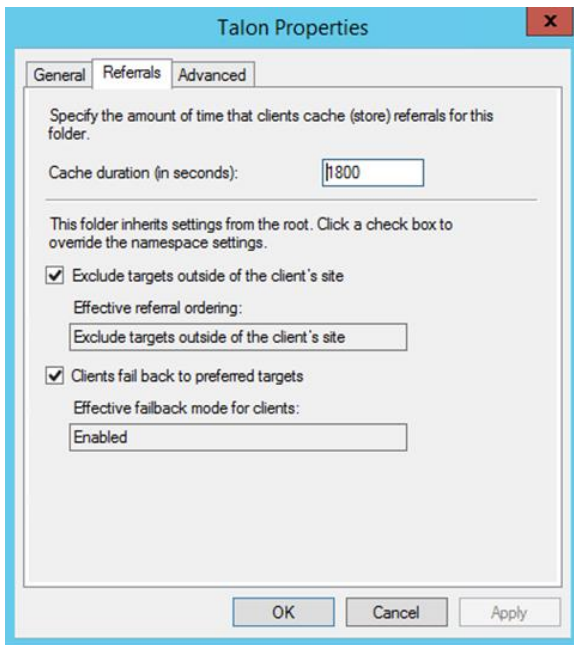 Talon Properties
x
General
Referrals
Advanced
Specify the amount of time that clients cache (store) referrals for this
folder.
Cache duration (in seconds):
1800
This folder inherits settings from the root. Click a check box to
override the namespace settings.
Exclude targets outside of the client's site
Effective referral ordering:
Exclude targets outside of the client's site
Clients fail back to preferred targets
Effective failback mode for clients:
Enabled
OK
Cancel
Apply